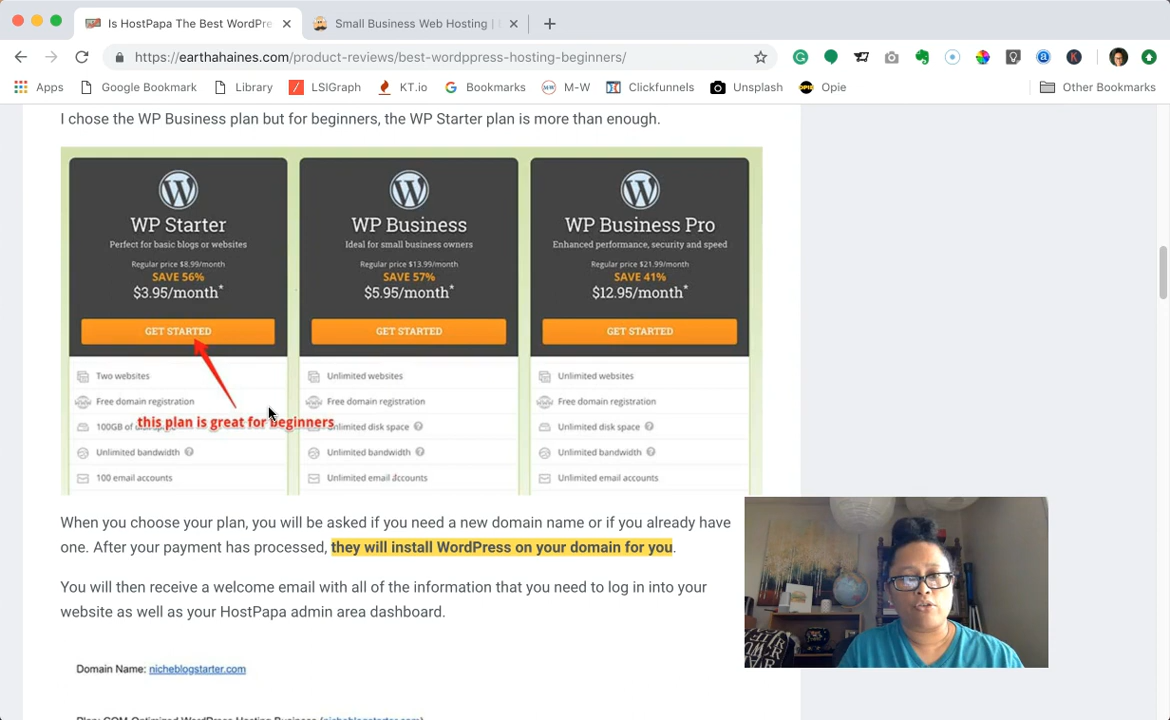 Is HostPapa The Best WordPre
Small Business Web Hosting |
https://earthahaines.com/product-reviews/best-wordppress-hosting-beginners/
Apps
Google Bookmark
Library
LSIGraph
KT.io
Bookmarks
M-W
Clickfunnels
Unsplash
Opie
Other Bookmarks
I chose the WP Business plan but for beginners, the WP Starter plan is more than enough.
WP Starter
Perfect for basic blogs or websites
Regular price $8.99/month
SAVE 56%
$3.95/month*
GET STARTED
Two websites
Free domain registration
100GB of
this plan is great for beginners
Unlimited bandwidth
100 email accounts
WP Business
Ideal for small business owners
Regular price $13.99/month
SAVE 57%
$5.95/month*
GET STARTED
Unlimited websites
Free domain registration
Unlimited disk space
Unlimited bandwidth
Unlimited email accounts
WP Business Pro
Enhanced performance, security and speed
Regular price $21.99/month
SAVE 41%
$12.95/month*
GET STARTED
Unlimited websites
Free domain registration
Unlimited disk space
Unlimited bandwidth
Unlimited email accounts
When you choose your plan, you will be asked if you need a new domain name or if you already have
one. After your payment has processed, they will install WordPress on your domain for you.
You will then receive a welcome email with all of the information that you need to log in into your
website as well as your HostPapa admin area dashboard.
Domain Name: nicheblogstarter.com